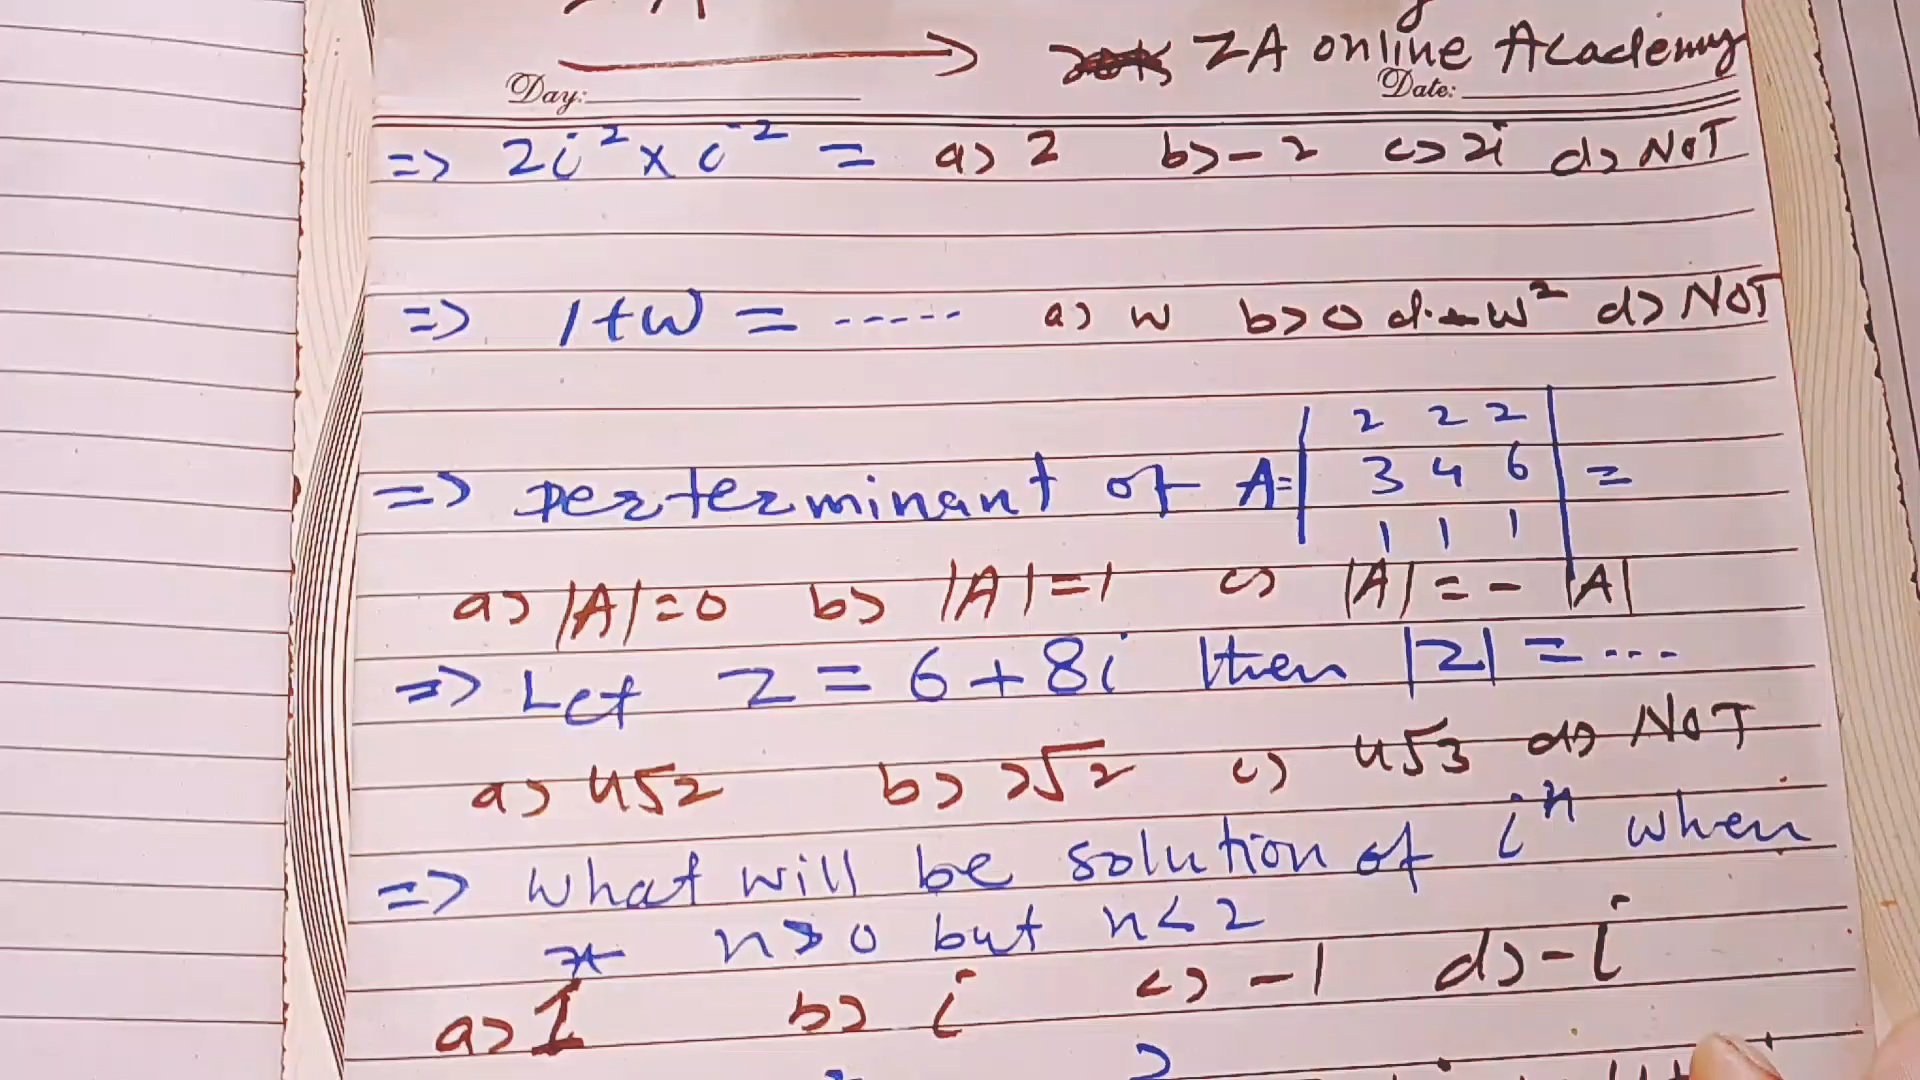 ZA online Academy
Day: Date:
=> 2i² x i⁻² = a) 2 b) - 2 c) 2i d) NOT
=> 1+w = ----- a) w b) 0 d. - w² d) NOT
2 2 2
=> perterminant of A= 3 4 6 =
1 1 1
a) |A|=0 b) |A|=1 c) |A| = - |A|
=> Let Z = 6 + 8i then |Z| = ...
a) 4√2 b) 2√2 c) 4√3 d) NOT
=> what will be solution of iⁿ when
n>0 but n<2
a) 1 b) i c) -1 d) -i